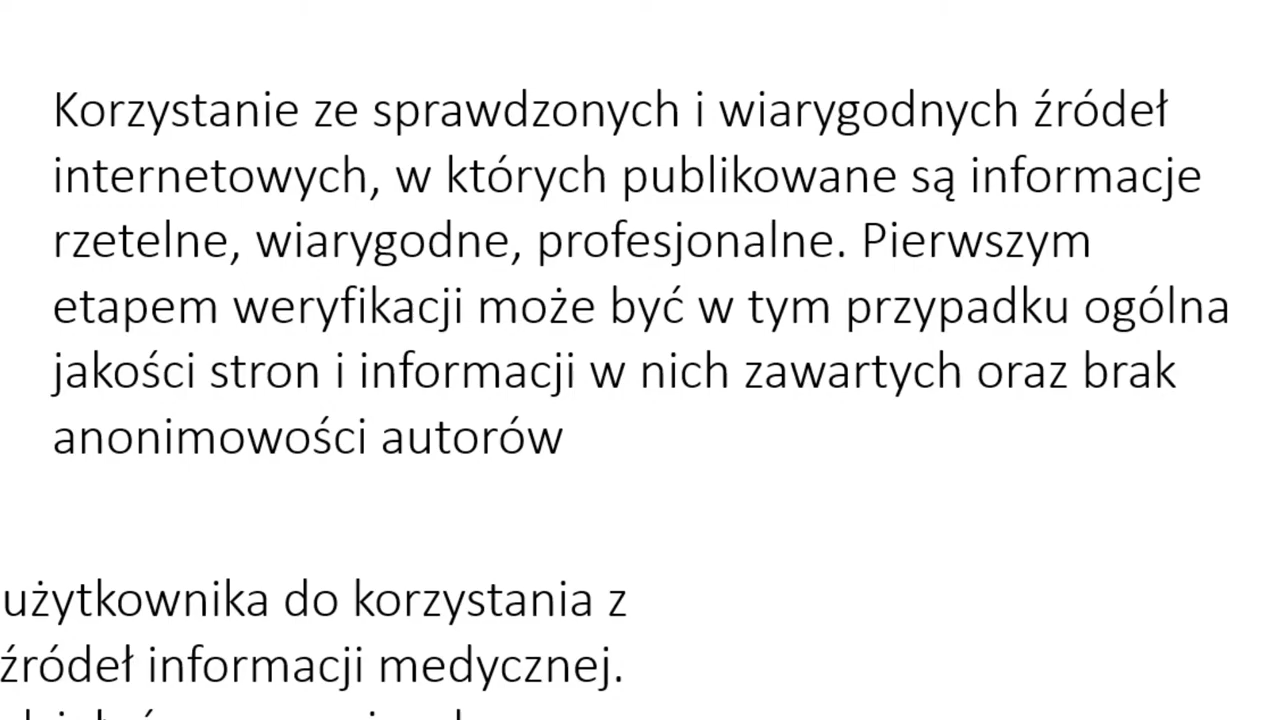 Korzystanie ze sprawdzonych i wiarygodnych źródeł
internetowych, w których publikowane są informacje
rzetelne, wiarygodne, profesjonalne. Pierwszym
etapem weryfikacji może być w tym przypadku ogólna
jakości stron i informacji w nich zawartych oraz brak
anonimowości autorów
użytkownika do korzystania z
źródeł informacji medycznej.